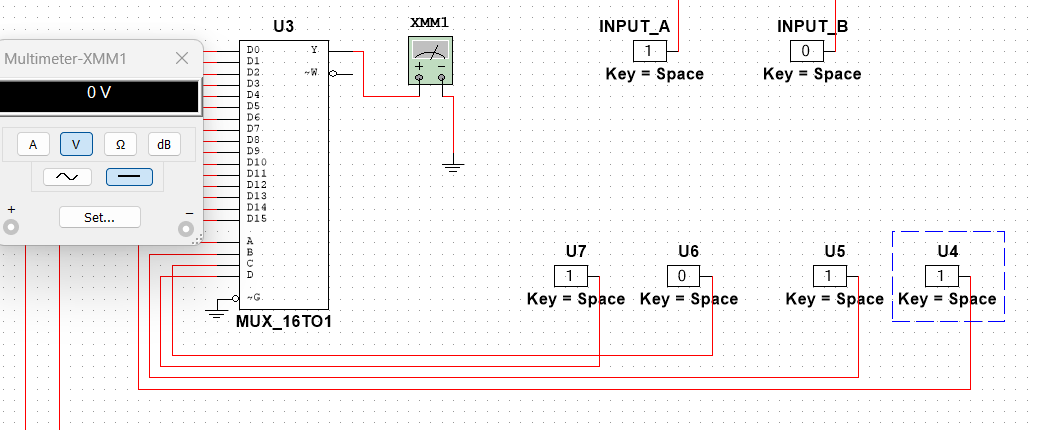 Multimeter-XMM1
0 V
A
V
Ω
dB
+
−
Set...
U3
D0
D1
D2
D3
D4
D5
D6
D7
D8
D9
D10
D11
D12
D13
D14
D15
A
B
C
D
~G
Y
~W
MUX_16TO1
XMM1
+ −
INPUT_A
1
Key = Space
INPUT_B
0
Key = Space
U7
1
Key = Space
U6
0
Key = Space
U5
1
Key = Space
U4
1
Key = Space